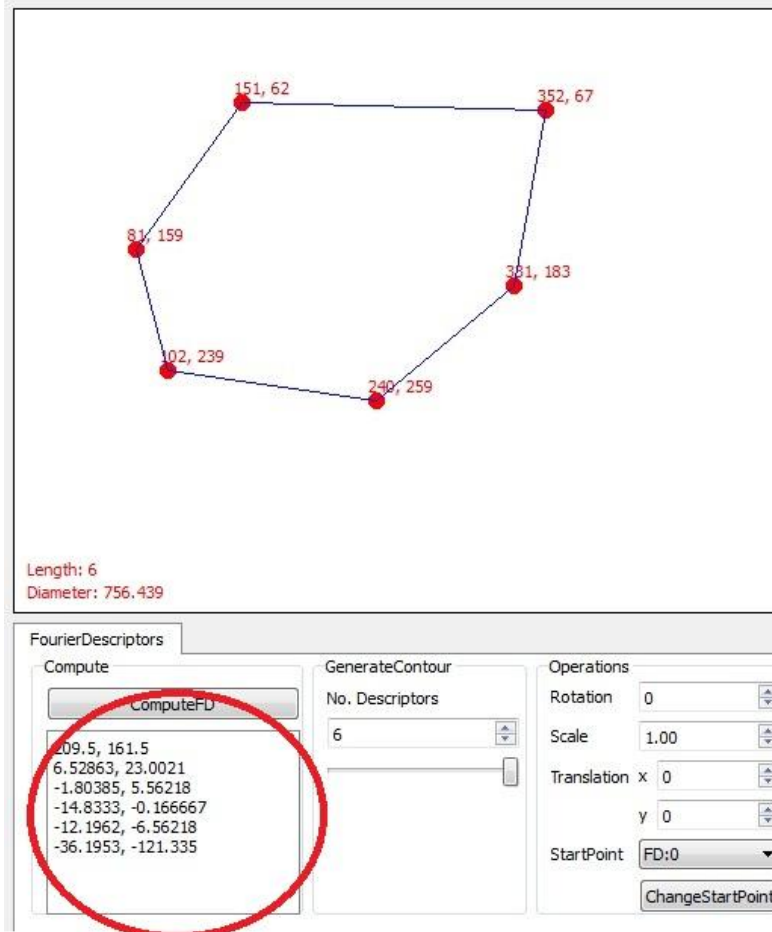 151, 62
352, 67
81, 159
331, 183
102, 239
240, 259
Length: 6
Diameter: 756.439
FourierDescriptors
Compute
ComputeFD
209.5, 161.5
6.52863, 23.0021
-1.80385, 5.56218
-14.8333, -0.166667
-12.1962, -6.56218
-36.1953, -121.335
GenerateContour
No. Descriptors
6
Operations
Rotation 0
Scale 1.00
Translation x 0
y 0
StartPoint FD:0
ChangeStartPoint